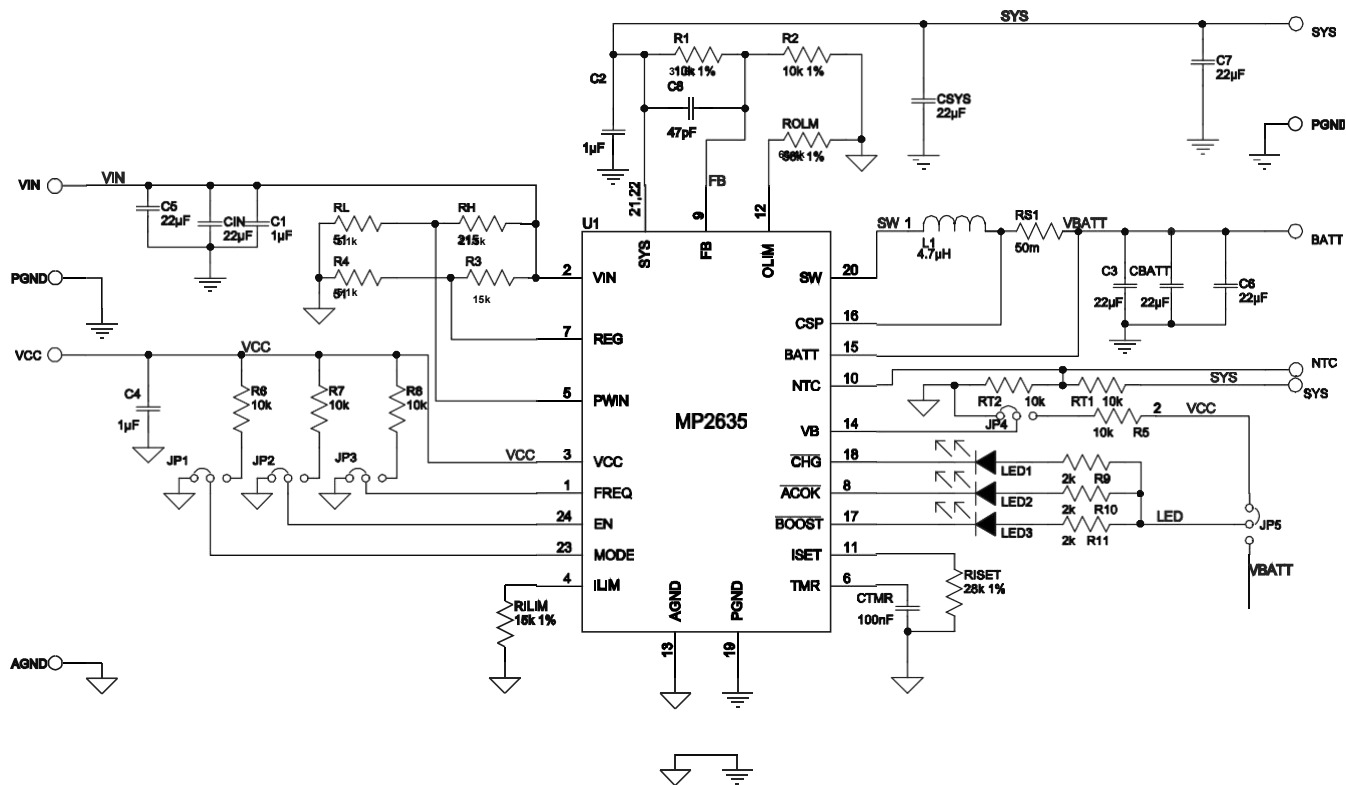 SYS
SYS
R1
R2
10k 1%
C2
C7
22µF
C8
47pF
CSYS
22µF
ROLM
1µF
PGND
VIN
VIN
FB
21,22
9
12
C5
22µF
CIN
22µF
C1
1µF
RL
RH
R4
R3
15k
U1
SYS
FB
OLIM
SW 1
L1
4.7µH
RS1
50m
VBATT
BATT
PGND
2
VIN
SW
20
C3
22µF
CBATT
22µF
C6
22µF
7
REG
CSP
16
VCC
VCC
BATT
15
NTC
10
NTC
SYS
SYS
C4
1µF
R6
10k
R7
10k
R8
10k
5
PWIN
MP2635
RT2
10k
RT1
10k
JP4
10k
R5
2
VCC
VB
14
JP1
JP2
JP3
VCC
3
VCC
CHG
18
LED1
2k
R9
1
FREQ
ACOK
8
LED2
2k
R10
24
EN
BOOST
17
LED3
2k
R11
LED
JP5
23
MODE
ISET
11
VBATT
4
ILIM
TMR
6
RISET
RILIM
AGND
PGND
CTMR
100nF
13
19
AGND